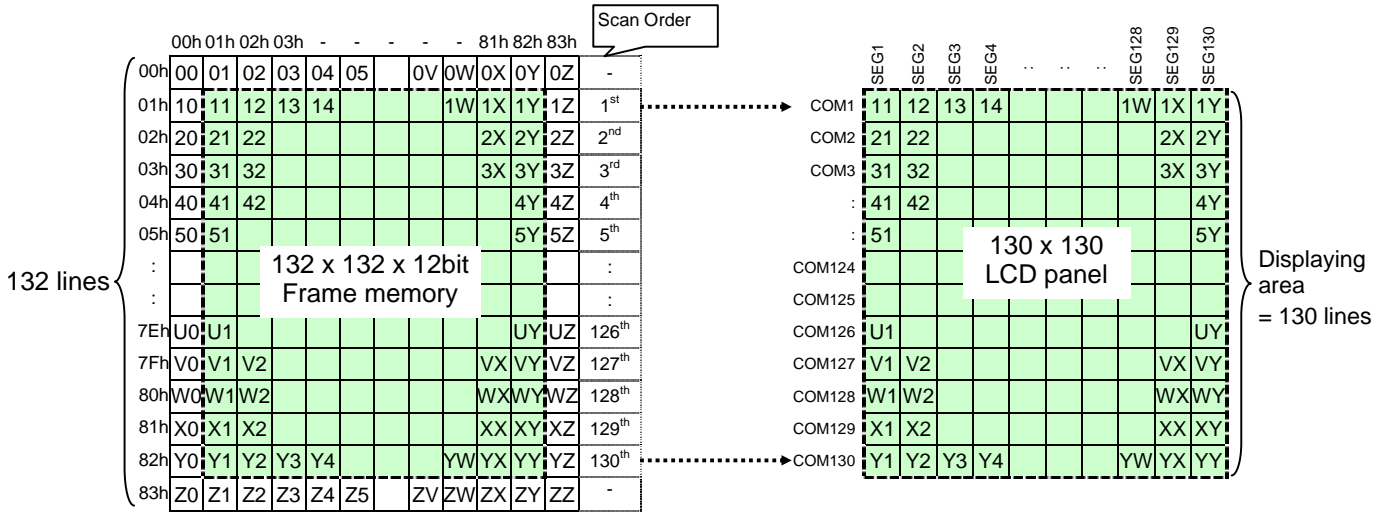 Scan Order
00h 01h 02h 03h - - - - - 81h 82h 83h
00h 00 01 02 03 04 05 0V 0W 0X 0Y 0Z -
01h 10 11 12 13 14 1W 1X 1Y 1Z 1st
02h 20 21 22 2X 2Y 2Z 2nd
03h 30 31 32 3X 3Y 3Z 3rd
04h 40 41 42 4Y 4Z 4th
05h 50 51 5Y 5Z 5th
: :
: :
7Eh U0 U1 UY UZ 126th
7Fh V0 V1 V2 VX VY VZ 127th
80h W0 W1 W2 WX WY WZ 128th
81h X0 X1 X2 XX XY XZ 129th
82h Y0 Y1 Y2 Y3 Y4 YW YX YY YZ 130th
83h Z0 Z1 Z2 Z3 Z4 Z5 ZV ZW ZX ZY ZZ -
132 lines
132 x 132 x 12bit
Frame memory
SEG1 SEG2 SEG3 SEG4 : : : : : : SEG128 SEG129 SEG130
COM1 11 12 13 14 1W 1X 1Y
COM2 21 22 2X 2Y
COM3 31 32 3X 3Y
: 41 42 4Y
: 51 5Y
COM124
COM125
COM126 U1 UY
COM127 V1 V2 VX VY
COM128 W1 W2 WX WY
COM129 X1 X2 XX XY
COM130 Y1 Y2 Y3 Y4 YW YX YY
130 x 130
LCD panel
Displaying
area
= 130 lines